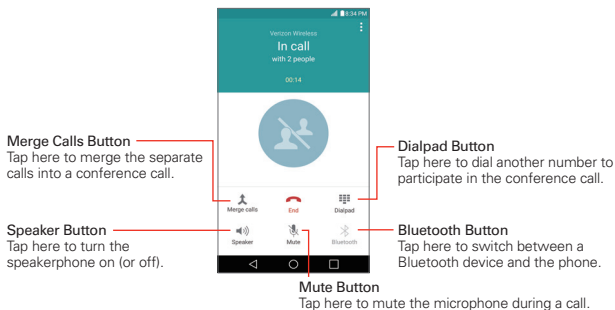 8:34 PM
Verizon Wireless
In call
with 2 people
00:14
Merge Calls Button
Tap here to merge the separate
calls into a conference call.
Dialpad Button
Tap here to dial another number to
participate in the conference call.
Merge calls
End
Dialpad
Speaker Button
Tap here to turn the
speakerphone on (or off).
Speaker
Mute
Bluetooth
Bluetooth Button
Tap here to switch between a
Bluetooth device and the phone.
Mute Button
Tap here to mute the microphone during a call.